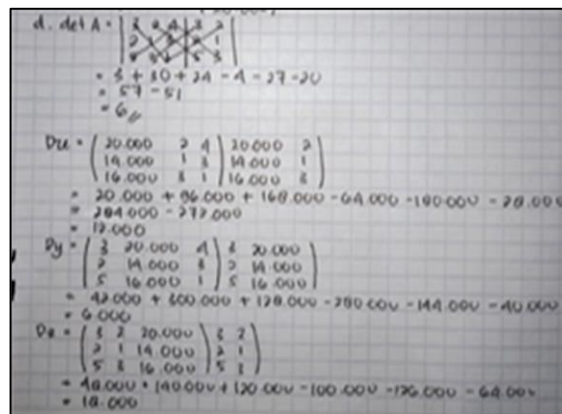 d. det A = | 3 2 4 | 3 2 |
2 1 3 | 2 1
5 3 1 | 5 3
= 3 + 30 + 24 - 4 - 27 - 20
= 57 - 51
= 6 //
Dx = ( 20.000 2 4 ) 20.000 2 |
14.000 1 3 14.000 1
16.000 3 1 16.000 3
= 20.000 + 96.000 + 168.000 - 64.000 - 180.000 - 28.000
= 284.000 - 272.000
= 12.000
Dy = ( 3 20.000 4 ) 3 20.000 )
2 14.000 3 2 14.000
5 16.000 1 5 16.000
= 42.000 + 300.000 + 128.000 - 280.000 - 144.000 - 40.000
= 6.000
Dz = ( 3 2 20.000 ) 3 2 )
2 1 14.000 2 1
5 3 16.000 5 3
= 48.000 + 140.000 + 120.000 - 100.000 - 126.000 - 64.000
= 18.000